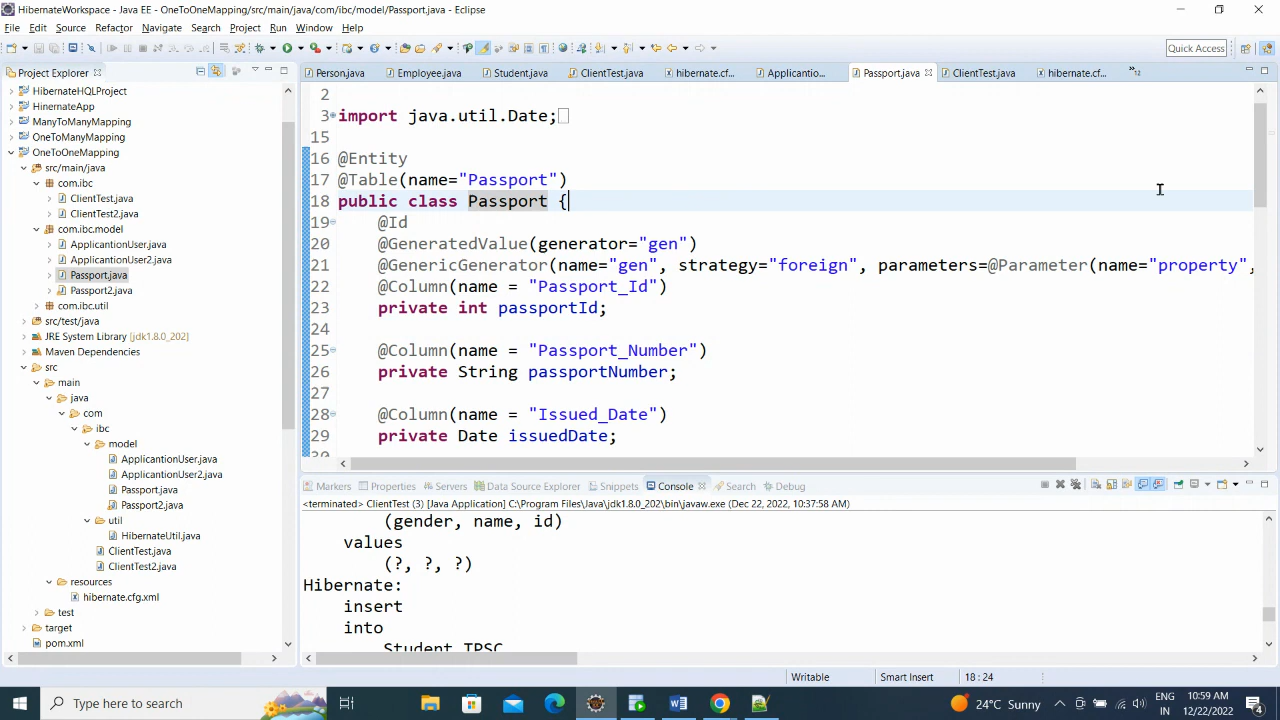 HibernateWorkspace - Java EE - OneToOneMapping/src/main/java/com/ibc/model/Passport.java - Eclipse
File Edit Source Refactor Navigate Search Project Run Window Help
Quick Access
Project Explorer
HibernateHQLProject
HinernateApp
ManyToManyMapping
OneToManyMapping
OneToOneMapping
src/main/java
com.ibc
ClientTest.java
ClientTest2.java
com.ibc.model
ApplicantionUser.java
ApplicantionUser2.java
Passport.java
Passport2.java
com.ibc.util
src/test/java
JRE System Library [jdk1.8.0_202]
Maven Dependencies
src
main
java
com
ibc
model
ApplicantionUser.java
ApplicantionUser2.java
Passport.java
Passport2.java
util
HibernateUtil.java
ClientTest.java
ClientTest2.java
resources
hibernate.cfg.xml
test
target
pom.xml
Person.java Employee.java Student.java ClientTest.java hibernate.cf... Applicantio... Passport.java ClientTest.java hibernate.cf... »12
2
3 import java.util.Date;
15
16 @Entity
17 @Table(name="Passport")
18 public class Passport {
19 @Id
20 @GeneratedValue(generator="gen")
21 @GenericGenerator(name="gen", strategy="foreign", parameters=@Parameter(name="property",
22 @Column(name = "Passport_Id")
23 private int passportId;
24
25 @Column(name = "Passport_Number")
26 private String passportNumber;
27
28 @Column(name = "Issued_Date")
29 private Date issuedDate;
30
Markers Properties Servers Data Source Explorer Snippets Console Search Debug
<terminated> ClientTest (3) [Java Application] C:\Program Files\Java\jdk1.8.0_202\bin\javaw.exe (Dec 22, 2022, 10:37:58 AM)
(gender, name, id)
values
(?, ?, ?)
Hibernate:
insert
into
Student_TPSC
Writable Smart Insert 18 : 24
Type here to search
24°C Sunny
ENG
IN
10:59 AM
12/22/2022
4